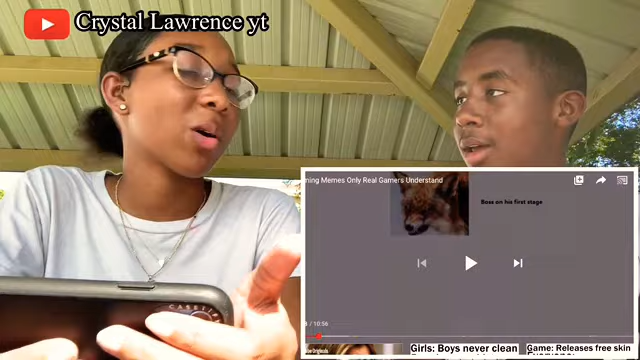 Crystal Lawrence yt
ning Memes Only Real Gamers Understand
Boss on his first stage
/ 10:56
CASETi
Girls: Boys never clean
Game: Releases free skin